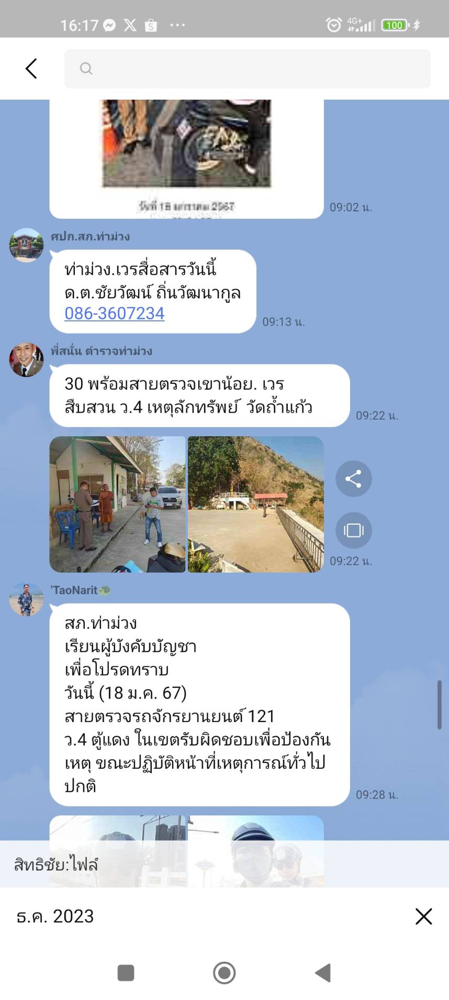 16:17
4G+
100
วันที่ 18 มกราคม 2567
09:02 น.
ศปก.สภ.ท่าม่วง
ท่าม่วง.เวรสื่อสารวันนี้
ด.ต.ชัยวัฒน์ ถิ่นวัฒนากูล
086-3607234
09:13 น.
พี่สนั่น ตำรวจท่าม่วง
30 พร้อมสายตรวจเขาน้อย. เวร
สืบสวน ว.4 เหตุลักทรัพย์ วัดถ้ำแก้ว
09:22 น.
09:22 น.
'TaoNarit🐢
สภ.ท่าม่วง
เรียนผู้บังคับบัญชา
เพื่อโปรดทราบ
วันนี้ (18 ม.ค. 67)
สายตรวจรถจักรยานยนต์ 121
ว.4 ตู้แดง ในเขตรับผิดชอบเพื่อป้องกัน
เหตุ ขณะปฏิบัติหน้าที่เหตุการณ์ทั่วไป
ปกติ
09:28 น.
สิทธิชัย:ไฟล์
ธ.ค. 2023